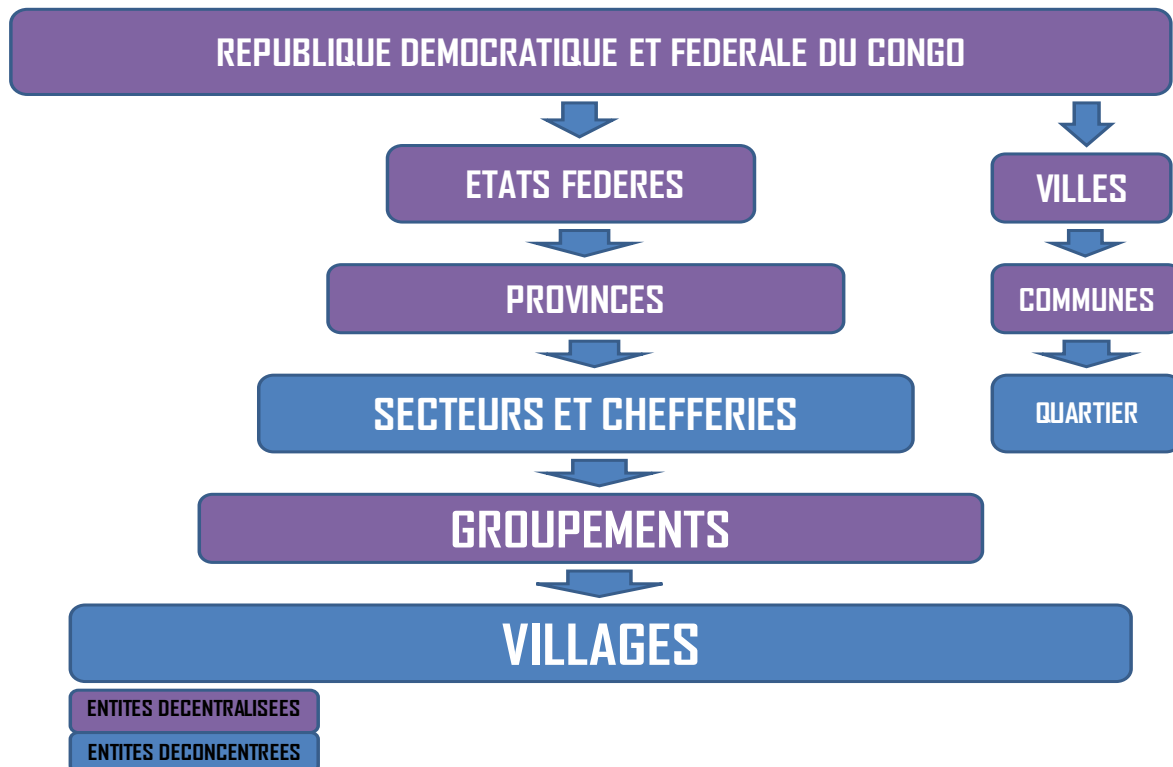 REPUBLIQUE DEMOCRATIQUE ET FEDERALE DU CONGO
ETATS FEDERES
VILLES
PROVINCES
COMMUNES
SECTEURS ET CHEFFERIES
QUARTIER
GROUPEMENTS
VILLAGES
ENTITES DECENTRALISEES
ENTITES DECONCENTREES